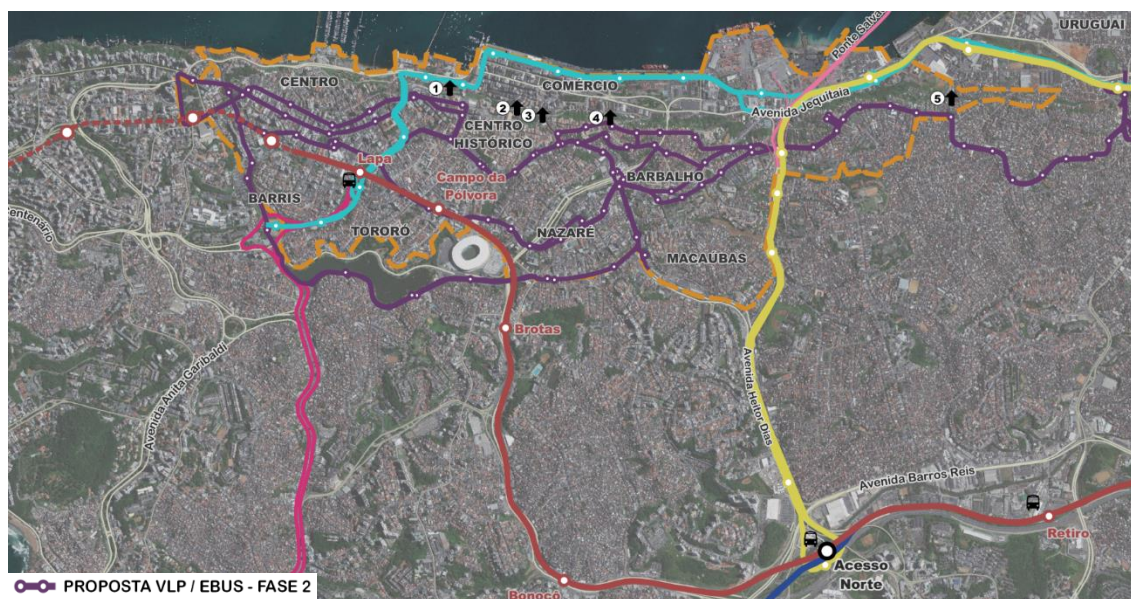 URUGUAI
Ponte Salva
CENTRO
COMÉRCIO
1
2
3
4
5
Avenida Jequitaia
CENTRO
HISTÓRICO
Lapa
Campo da
Pólvora
BARBALHO
BARRIS
TORORÓ
NAZARÉ
MACAUBAS
Centenário
Brotas
Avenida Anita Garibaldi
Avenida Heitor Dias
Avenida Barros Reis
Retiro
Acesso
Norte
Bonocô
PROPOSTA VLP / EBUS - FASE 2